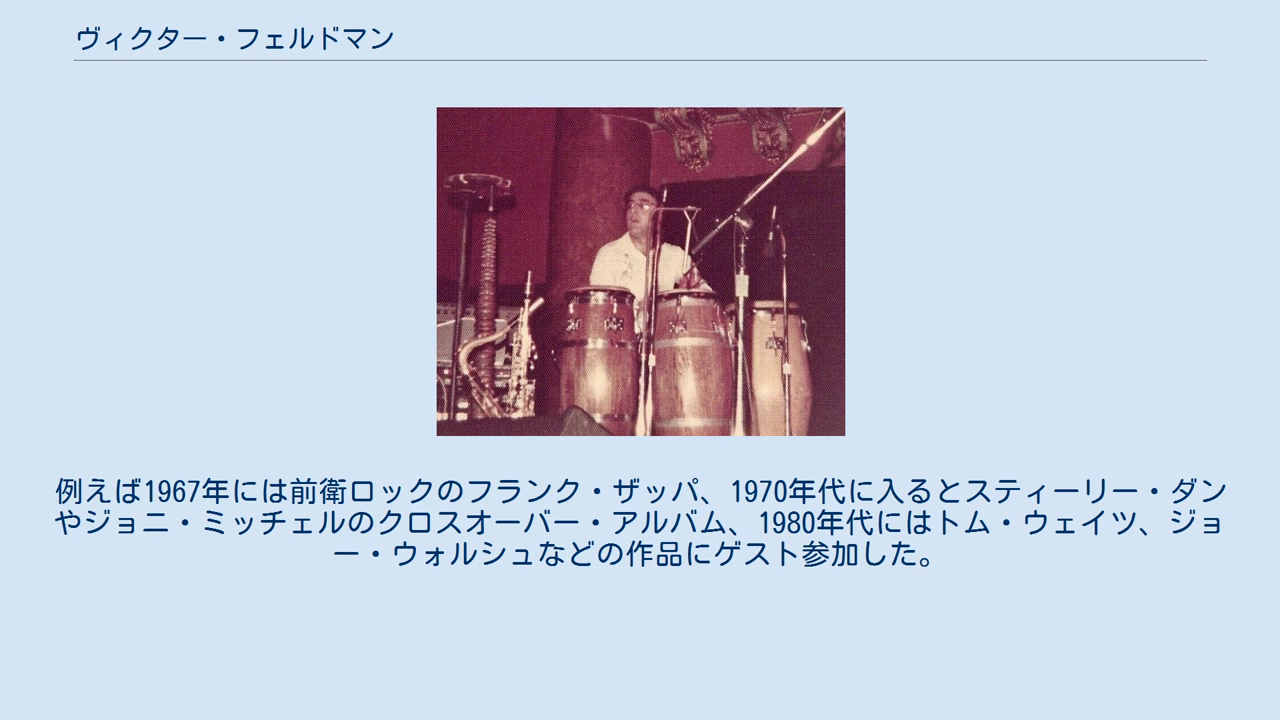 ヴィクター・フェルドマン
例えば1967年には前衛ロックのフランク・ザッパ、1970年代に入るとスティーリー・ダン
やジョニ・ミッチェルのクロスオーバー・アルバム、1980年代にはトム・ウェイツ、ジョ
ー・ウォルシュなどの作品にゲスト参加した。